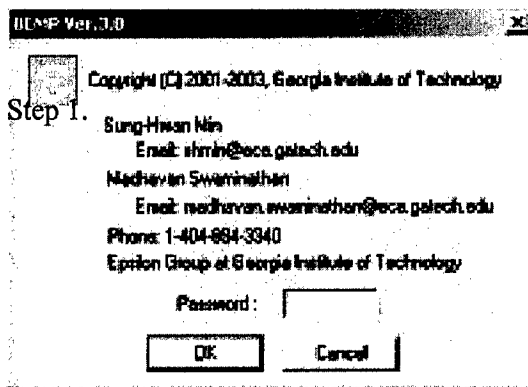 BEMP Ver.3.0
Copyright (C) 2001-2003, Georgia Institute of Technology
Step 1.
Sung-Hwan Min
Email: shmin@ece.gatech.edu
Madhavan Swaminathan
Email: madhavan.swaminathan@ece.gatech.edu
Phone: 1-404-894-3340
Epsilon Group at Georgia Institute of Technology
Password :
OK
Cancel